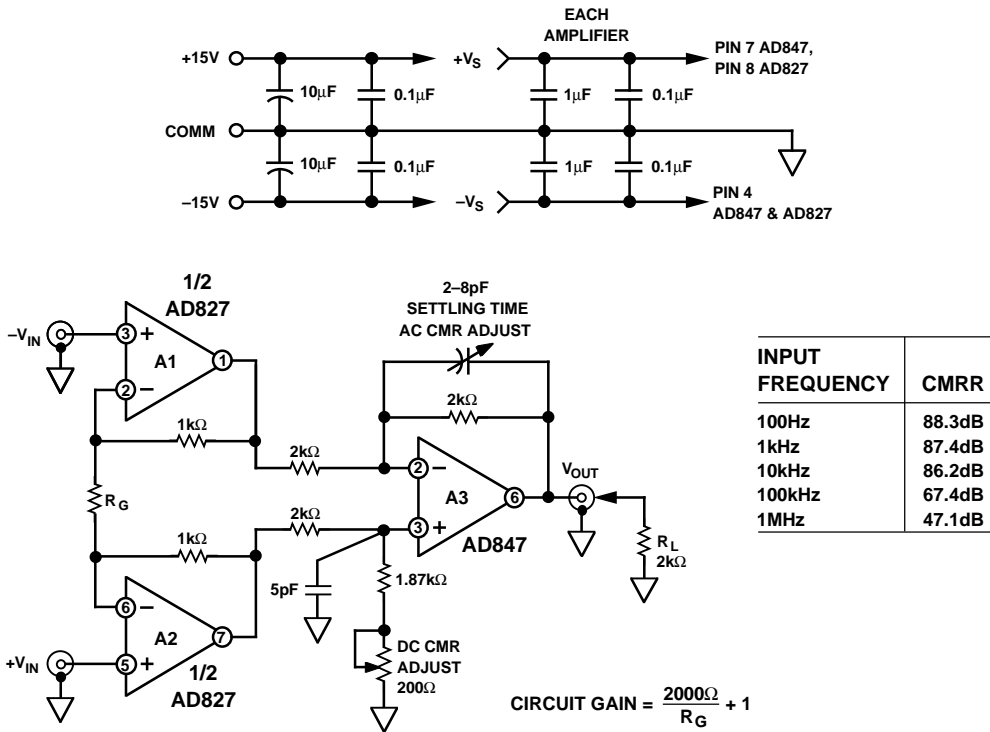 EACH
AMPLIFIER
+15V
+VS
PIN 7 AD847,
PIN 8 AD827
10µF
0.1µF
1µF
0.1µF
COMM
10µF
0.1µF
1µF
0.1µF
–15V
–VS
PIN 4
AD847 & AD827
1/2
AD827
–VIN
3
+
A1
1
2
–
1kΩ
RG
1kΩ
6
–
A2
7
+VIN
5
+
1/2
AD827
2kΩ
2kΩ
2–8pF
SETTLING TIME
AC CMR ADJUST
2kΩ
2
–
A3
6
3
+
AD847
VOUT
RL
2kΩ
5pF
1.87kΩ
DC CMR
ADJUST
200Ω
CIRCUIT GAIN = 2000Ω / RG + 1
INPUT
FREQUENCY CMRR
100Hz 88.3dB
1kHz 87.4dB
10kHz 86.2dB
100kHz 67.4dB
1MHz 47.1dB